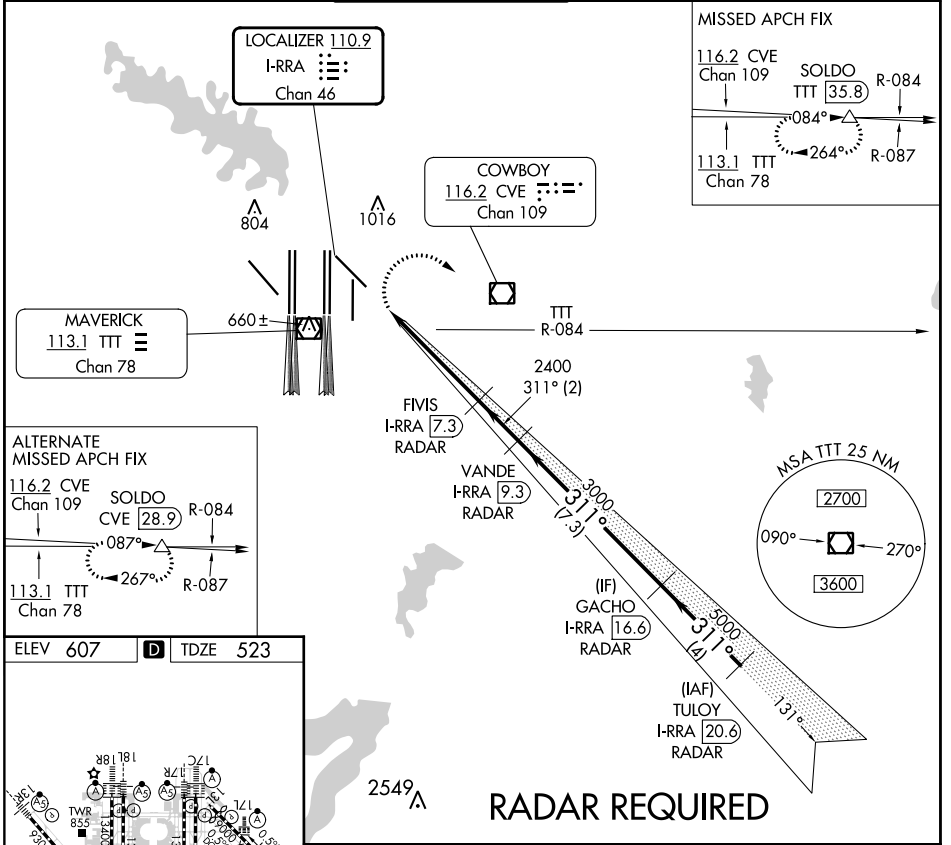 LOCALIZER 110.9
I-RRA
Chan 46
MISSED APCH FIX
116.2 CVE
Chan 109
SOLDO
TTT 35.8
R-084
084°
264°
R-087
113.1 TTT
Chan 78
COWBOY
116.2 CVE
Chan 109
804
1016
MAVERICK
113.1 TTT
Chan 78
660±
TTT
R-084
2400
311° (2)
FIVIS
I-RRA 7.3
RADAR
VANDE
I-RRA 9.3
RADAR
3000
311°
(7.3)
(IF)
GACHO
I-RRA 16.6
RADAR
5000
311°
(4)
(IAF)
TULOY
I-RRA 20.6
RADAR
131°
MSA TTT 25 NM
2700
090°
270°
3600
ALTERNATE
MISSED APCH FIX
116.2 CVE
Chan 109
SOLDO
CVE 28.9
R-084
087°
267°
R-087
113.1 TTT
Chan 78
ELEV 607
D
TDZE 523
18R
18L
17R
17C
17L
A
A5
A5
A
A
A5
P
P
P
P
P
TWR
855
2549
RADAR REQUIRED